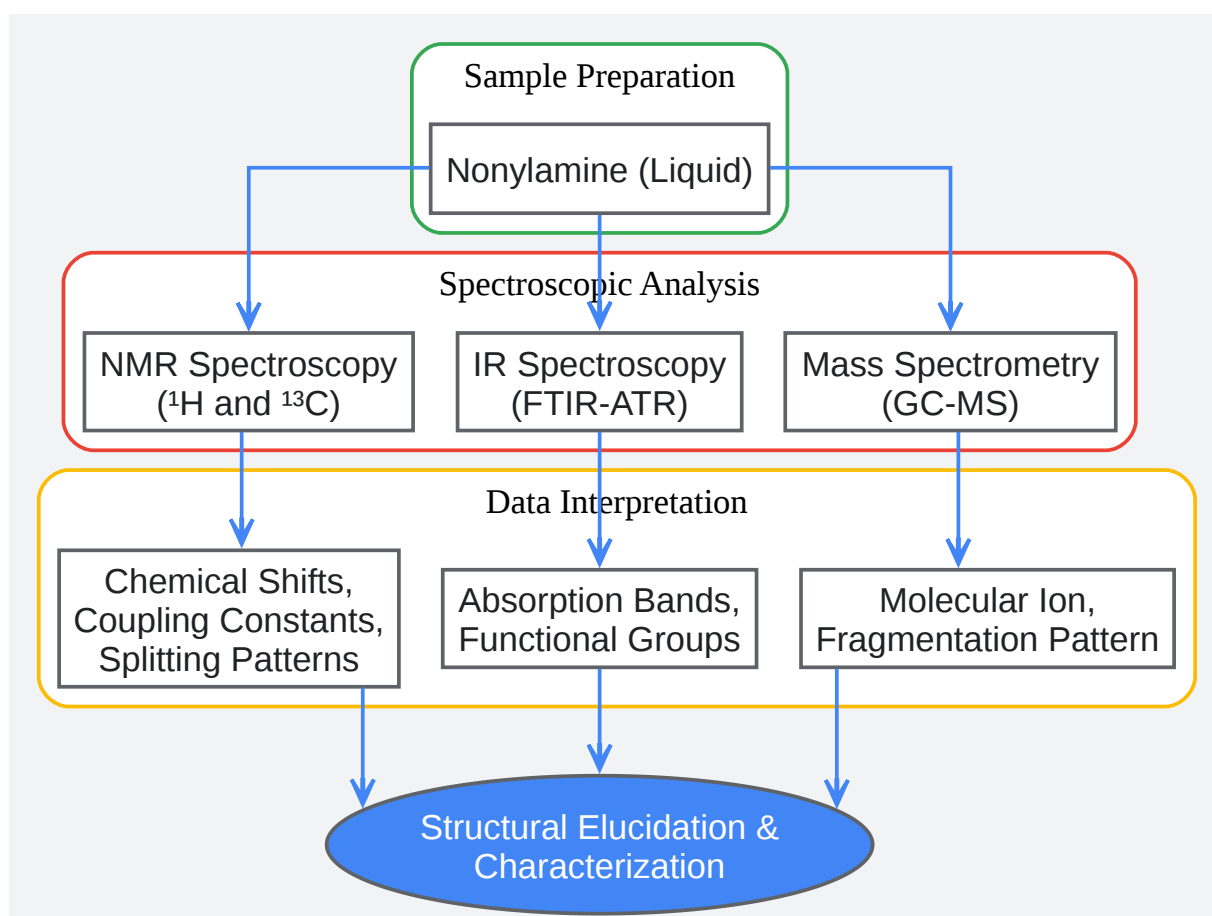 Sample Preparation
Nonylamine (Liquid)
Spectroscopic Analysis
NMR Spectroscopy
(¹H and ¹³C)
IR Spectroscopy
(FTIR-ATR)
Mass Spectrometry
(GC-MS)
Data Interpretation
Chemical Shifts,
Coupling Constants,
Splitting Patterns
Absorption Bands,
Functional Groups
Molecular Ion,
Fragmentation Pattern
Structural Elucidation &
Characterization